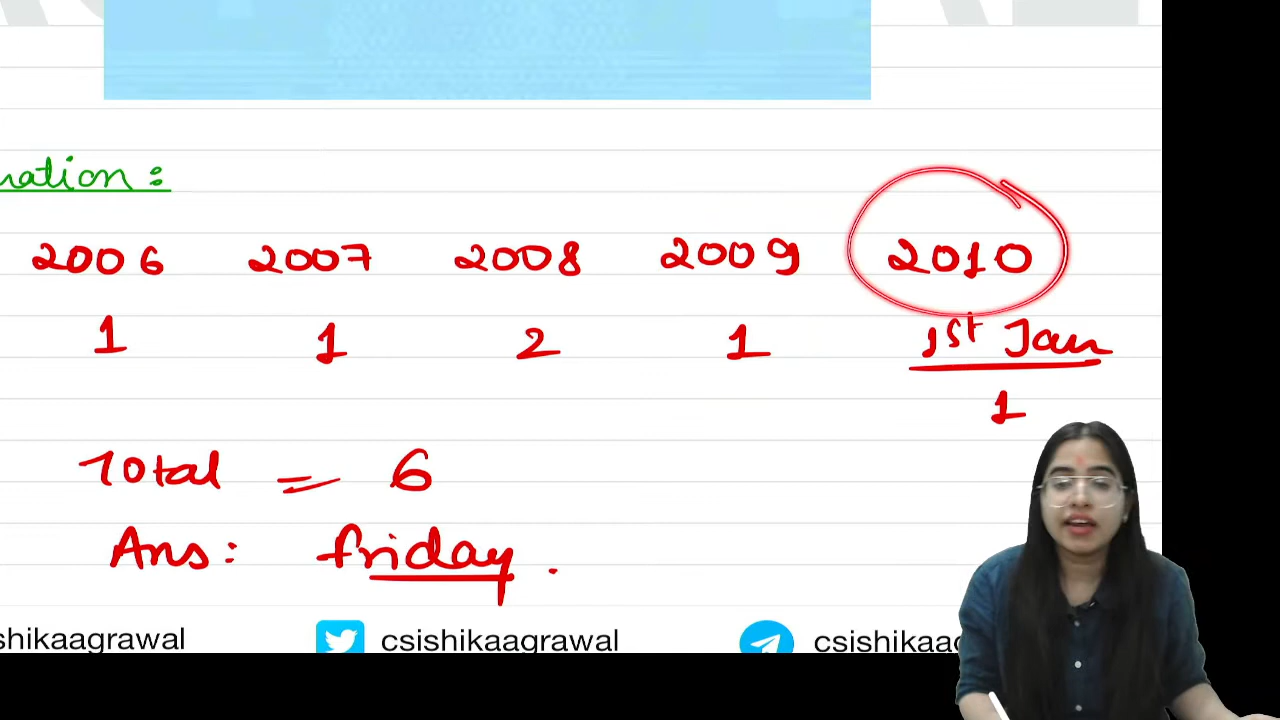 nation :
2006 2007 2008 2009 2010
1 1 2 1 1st Jan
1
Total = 6
Ans: friday.
shikaagrawal csishikaagrawal csishikaag